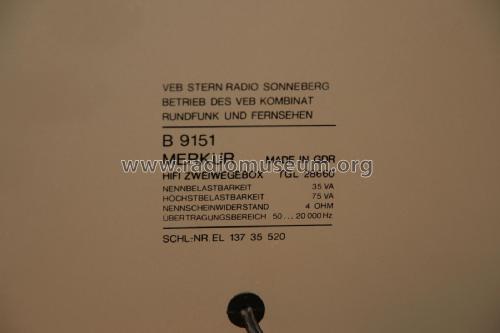 VEB STERN RADIO SONNEBERG
BETRIEB DES VEB KOMBINAT
RUNDFUNK UND FERNSEHEN
B 9151
MERKUR MADE IN GDR
www.radiomuseum.org
HIFI ZWEIWEGEBOX TGL 28660
NENNBELASTBARKEIT 35 VA
HÖCHSTBELASTBARKEIT 75 VA
NENNSCHEINWIDERSTAND 4 OHM
ÜBERTRAGUNGSBEREICH 50...20 000 Hz
SCHL-NR. EL 137 35 520